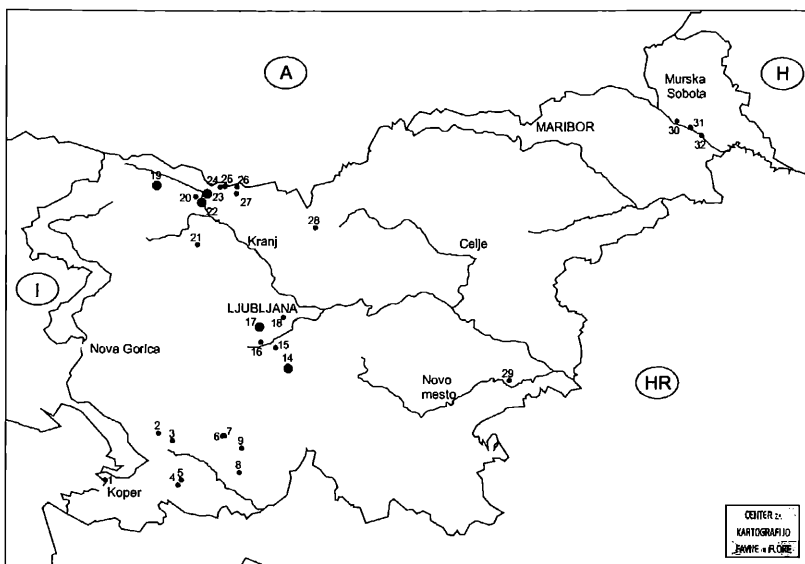 A
H
Murska
Sobota
MARIBOR
30
31
32
19
24
25
26
20
23
27
22
28
21
Kranj
Celje
I
LJUBLJANA
17
18
16
15
14
Nova Gorica
Novo
mesto
29
HR
2
3
6
7
9
8
1
4
5
Koper
CENTER za
KARTOGRAFIJO
FAVNE in FLORE